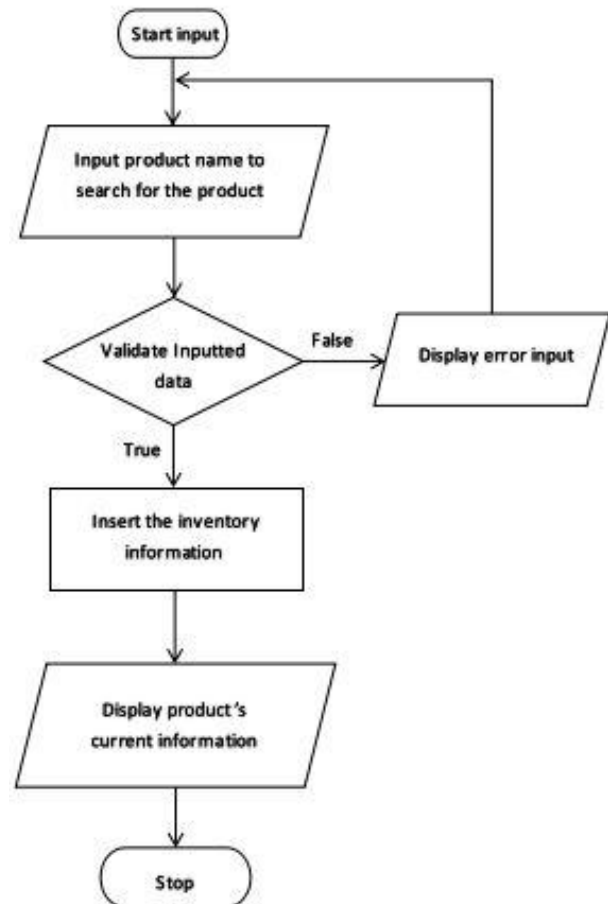 Start input
Input product name to
search for the product
Validate Inputted
data
False
Display error input
True
Insert the inventory
information
Display product's
current information
Stop